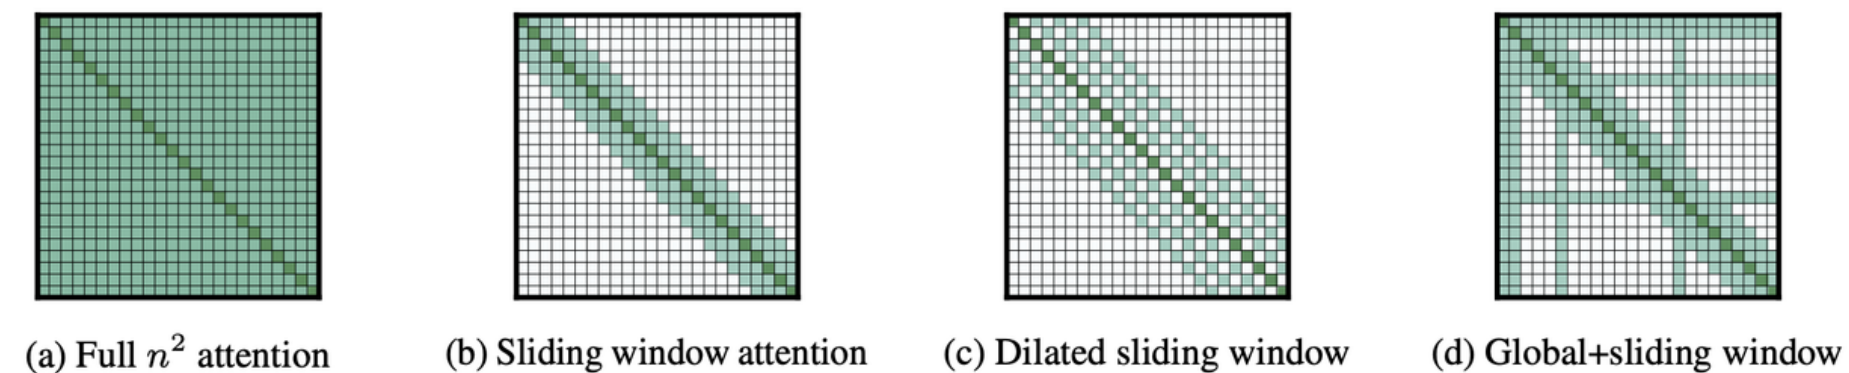 (a) Full n² attention
(b) Sliding window attention
(c) Dilated sliding window
(d) Global+sliding window